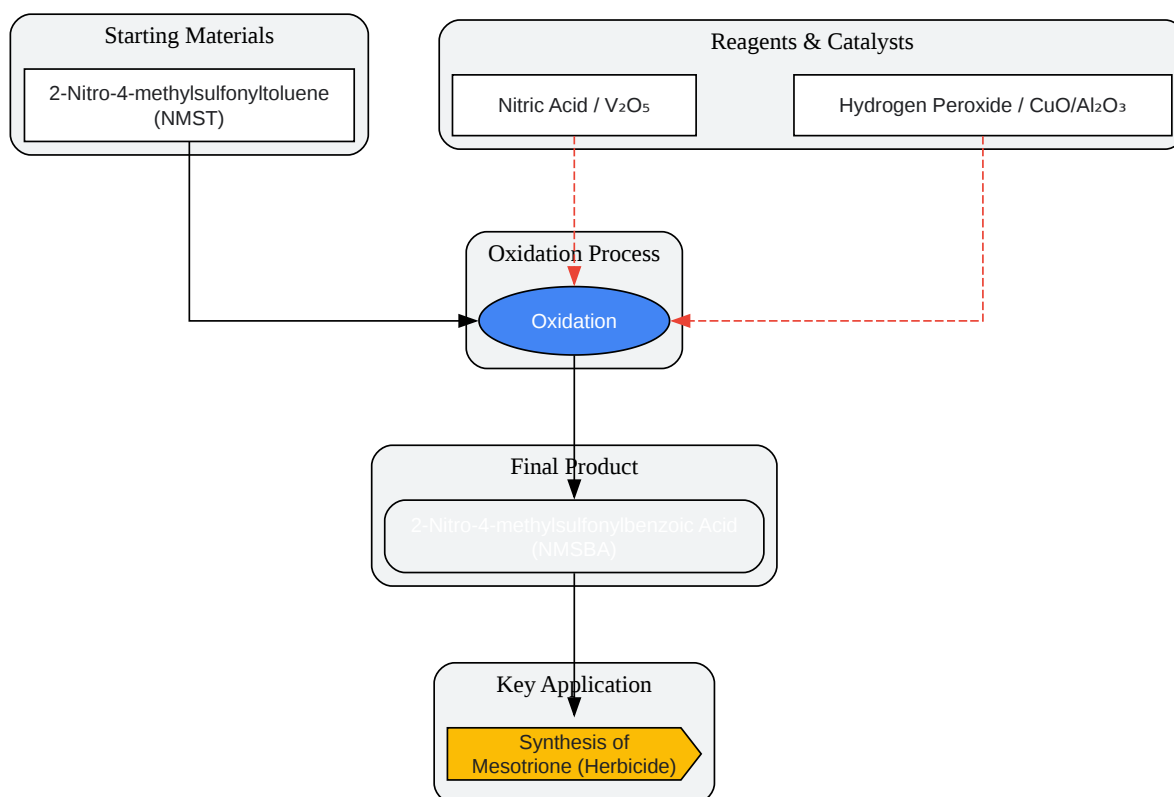 Starting Materials
2-Nitro-4-methylsulfonyltoluene
(NMST)
Reagents & Catalysts
Nitric Acid / V₂O₅
Hydrogen Peroxide / CuO/Al₂O₃
Oxidation Process
Oxidation
Final Product
2-Nitro-4-methylsulfonylbenzoic Acid
(NMSBA)
Key Application
Synthesis of
Mesotrione (Herbicide)